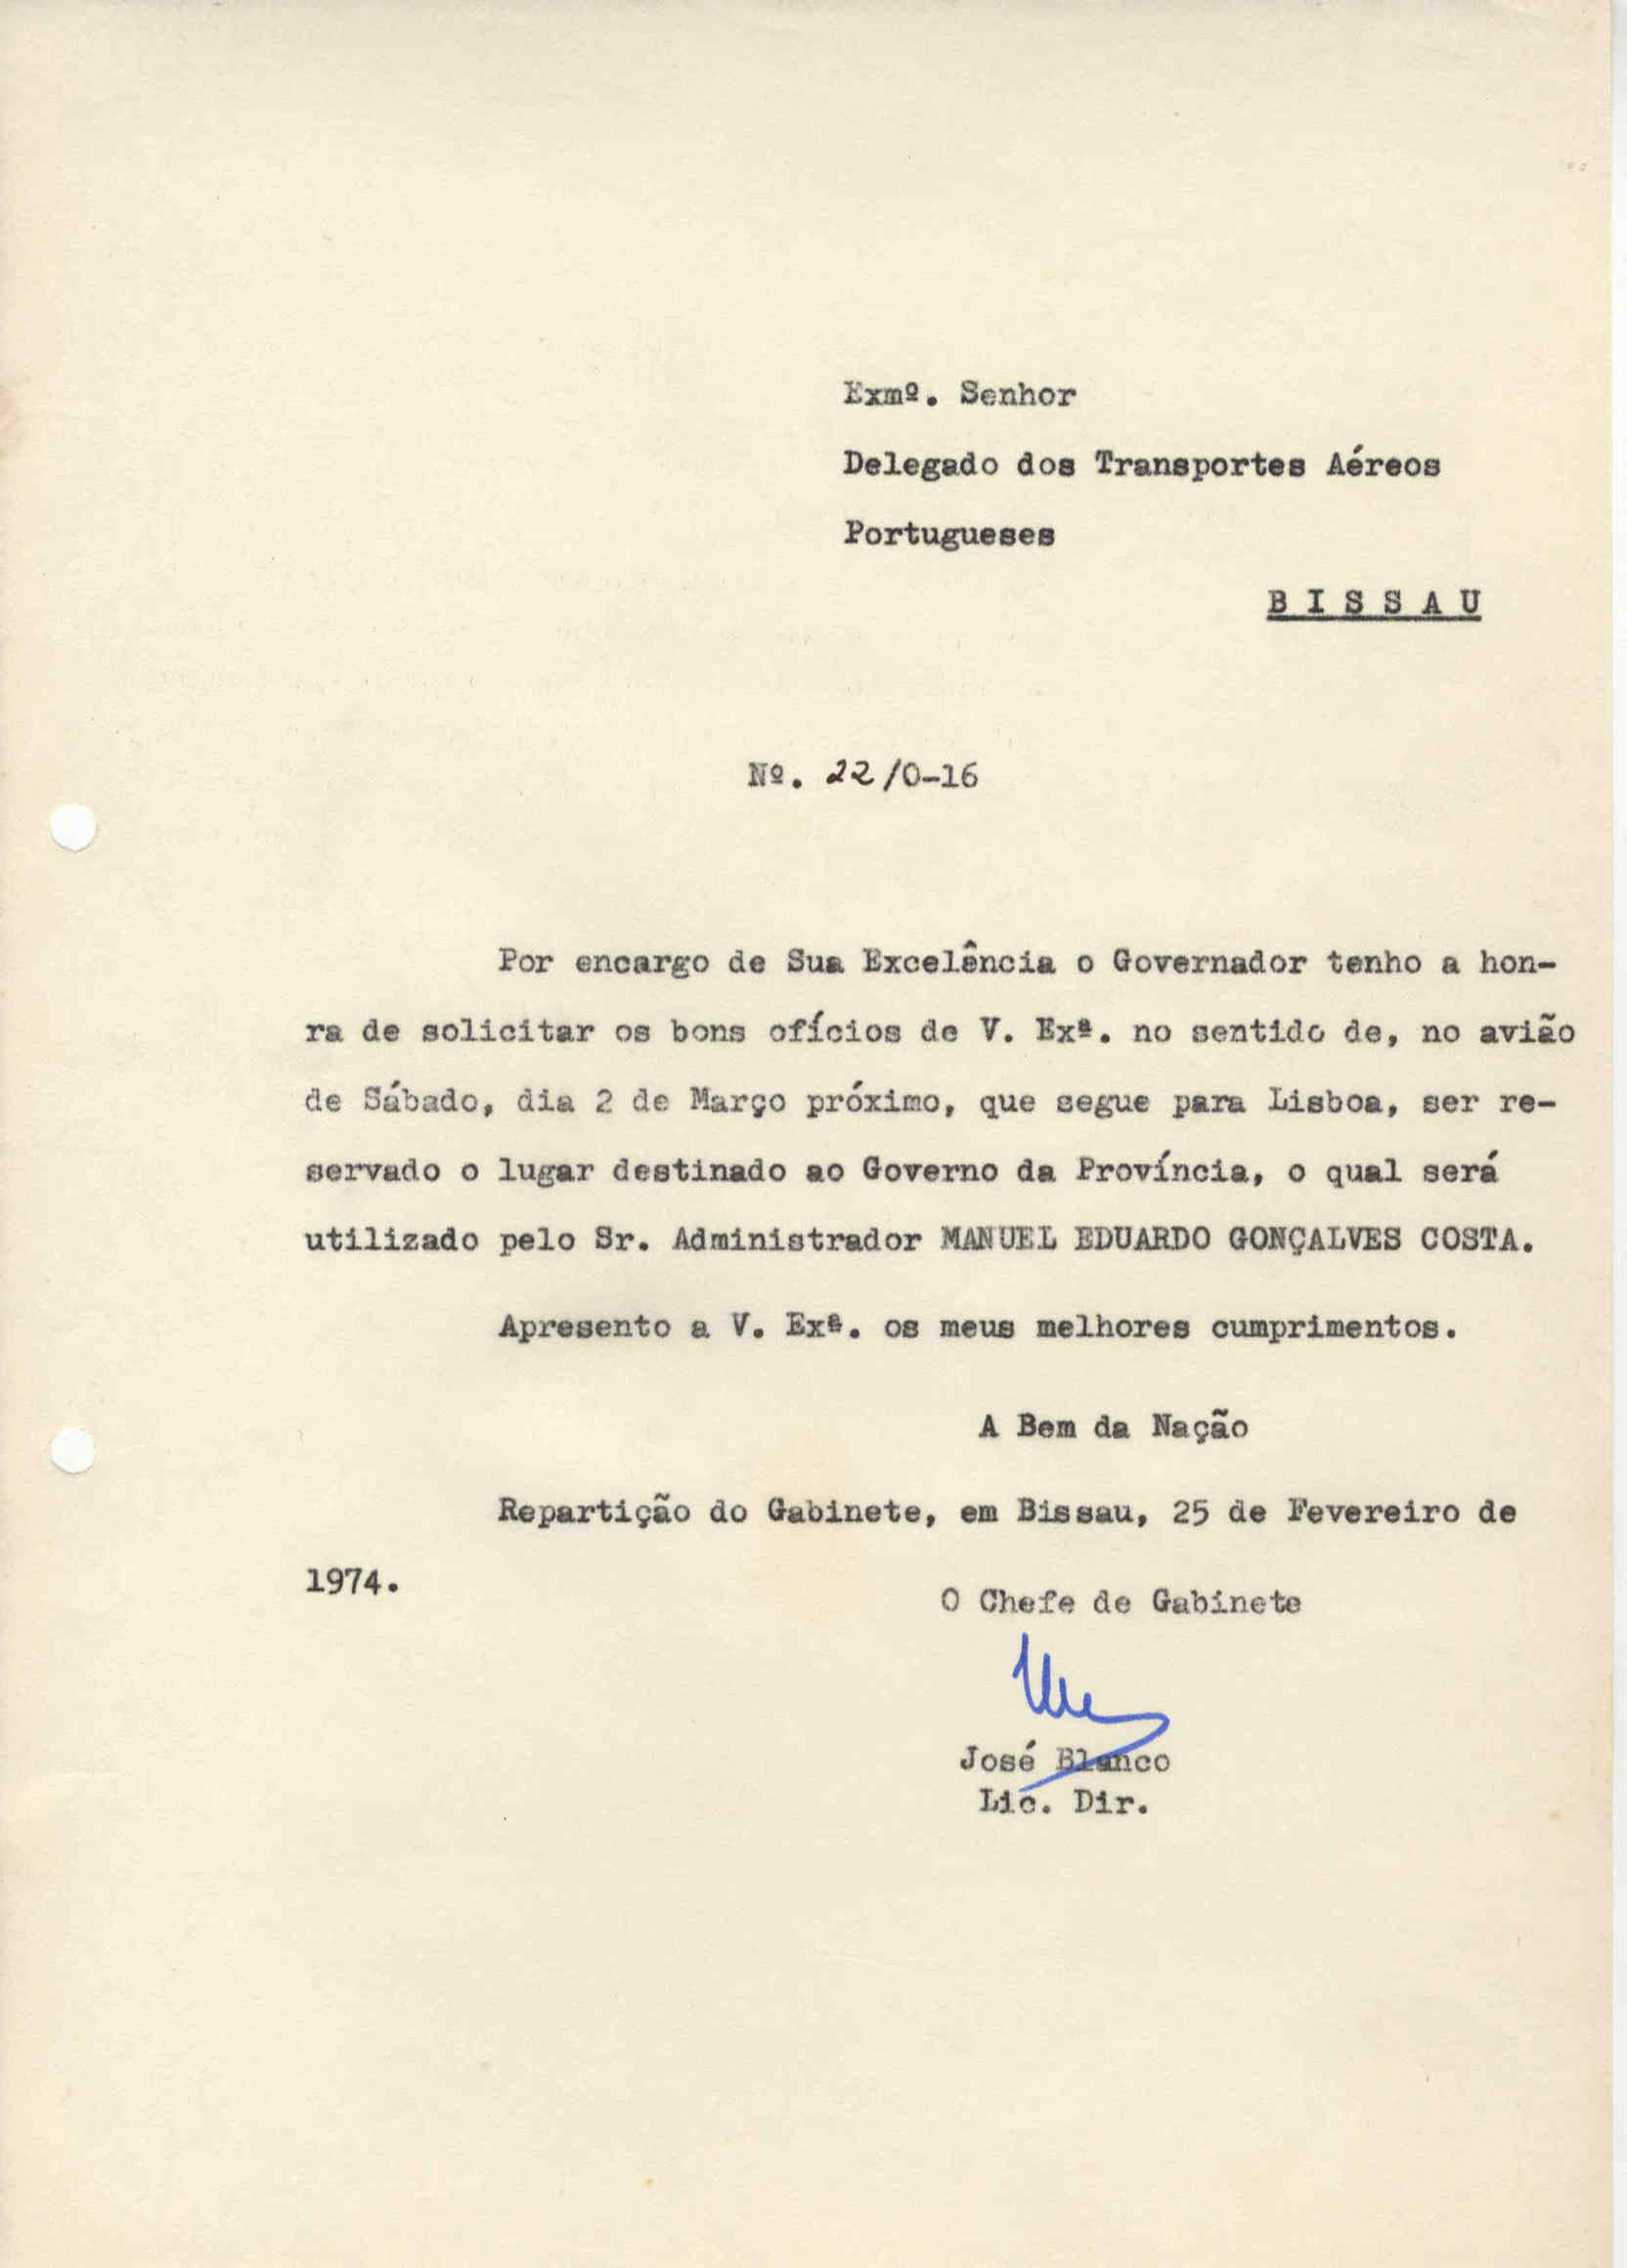 Exmº. Senhor
Delegado dos Transportes Aéreos
Portugueses
B I S S A U
Nº. 22/0-16
Por encargo de Sua Excelência o Governador tenho a hon-
ra de solicitar os bons ofícios de V. Exª. no sentido de, no avião
de Sábado, dia 2 de Março próximo, que segue para Lisboa, ser re-
servado o lugar destinado ao Governo da Província, o qual será
utilizado pelo Sr. Administrador MANUEL EDUARDO GONÇALVES COSTA.
Apresento a V. Exª. os meus melhores cumprimentos.
A Bem da Nação
Repartição do Gabinete, em Bissau, 25 de Fevereiro de
1974.
O Chefe de Gabinete
José Blanco
Lic. Dir.